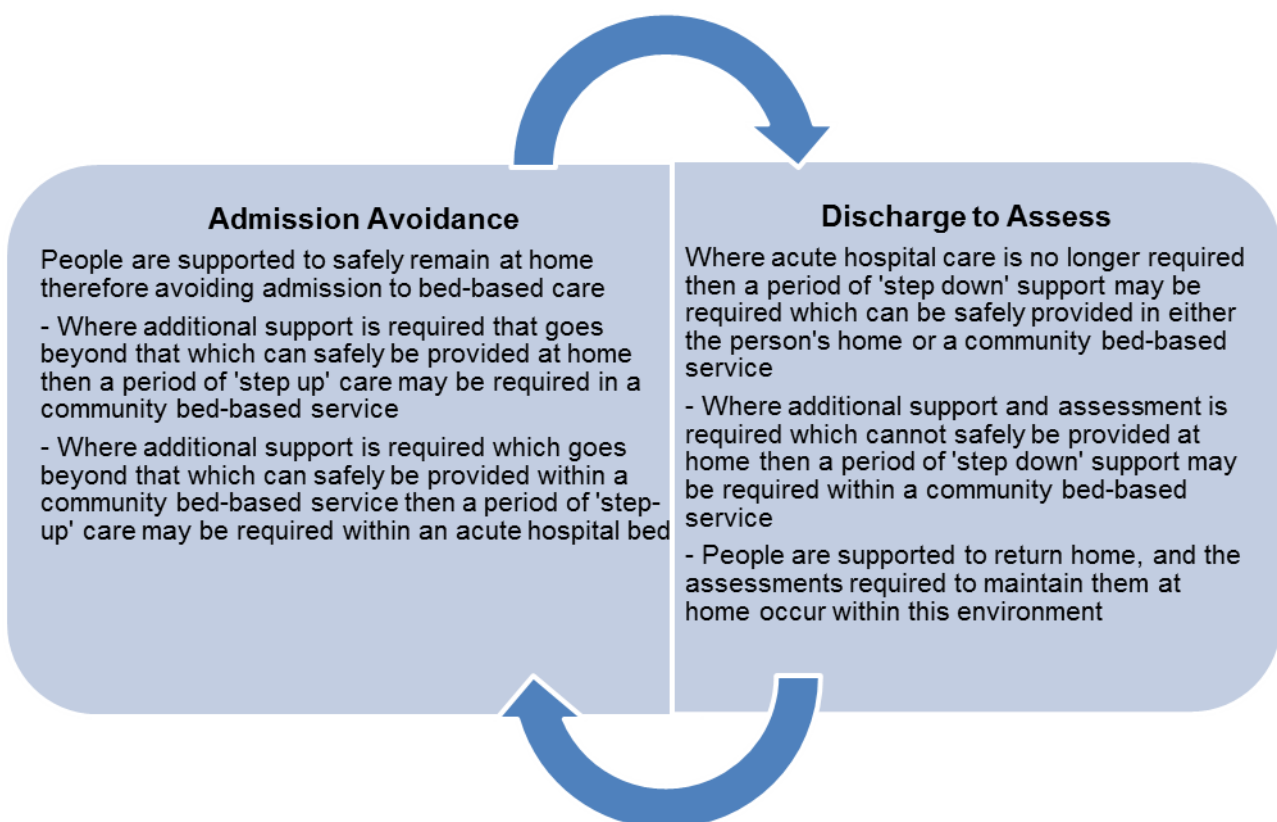 Admission Avoidance
People are supported to safely remain at home
therefore avoiding admission to bed-based care
- Where additional support is required that goes
beyond that which can safely be provided at home
then a period of 'step up' care may be required in a
community bed-based service
- Where additional support is required which goes
beyond that which can safely be provided within a
community bed-based service then a period of 'step-
up' care may be required within an acute hospital bed
Discharge to Assess
Where acute hospital care is no longer required
then a period of 'step down' support may be
required which can be safely provided in either
the person's home or a community bed-based
service
- Where additional support and assessment is
required which cannot safely be provided at
home then a period of 'step down' support may
be required within a community bed-based
service
- People are supported to return home, and the
assessments required to maintain them at
home occur within this environment